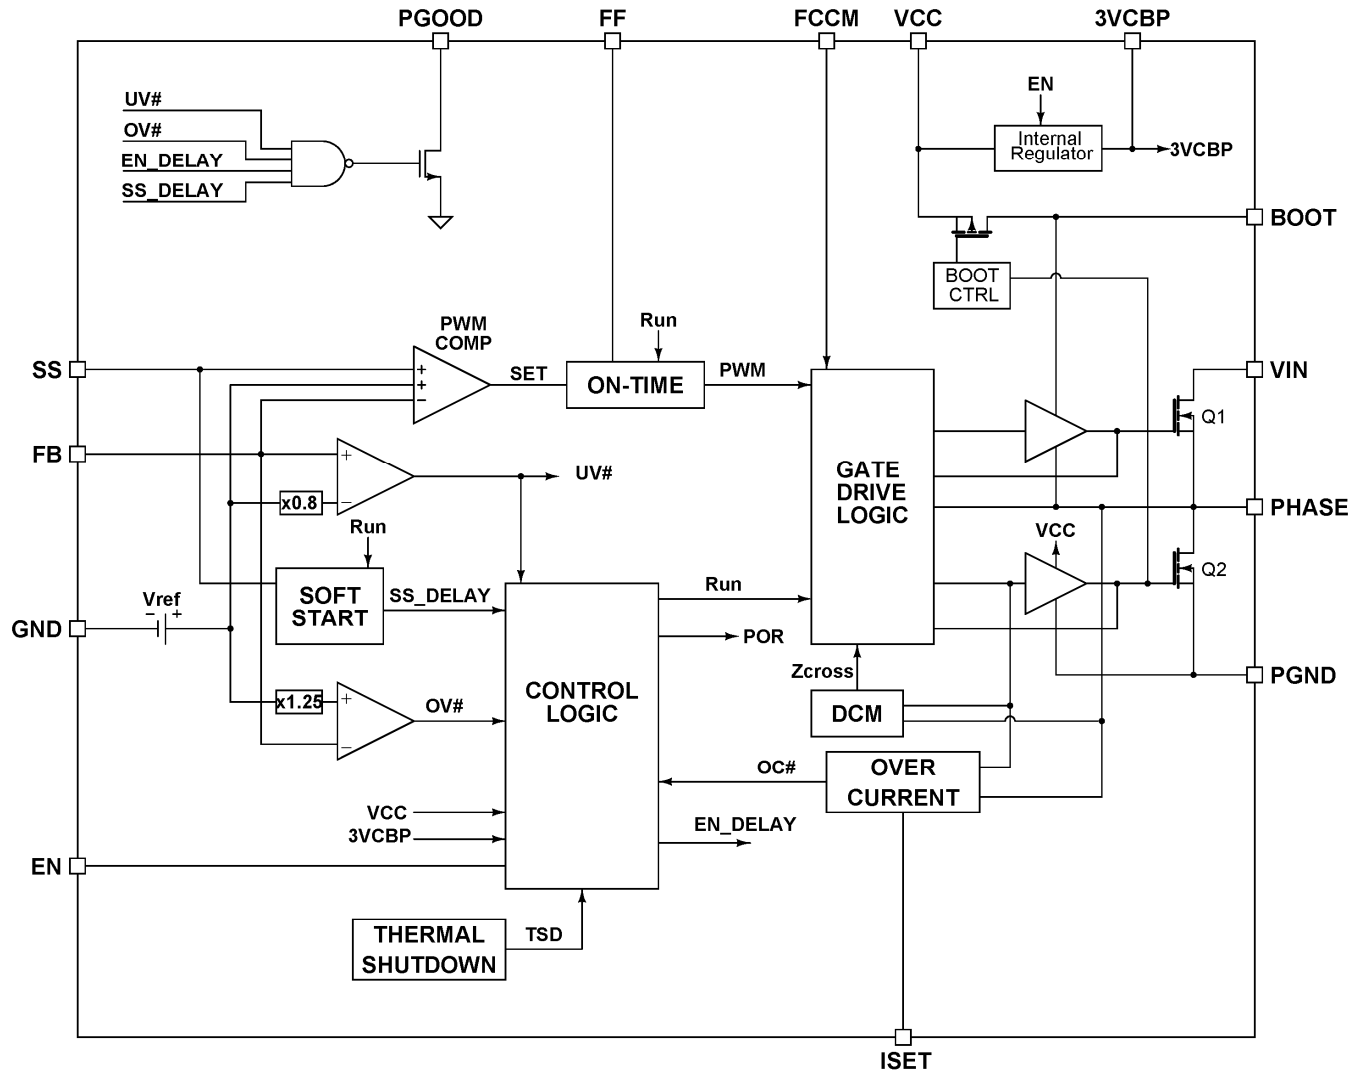 PGOOD
FF
FCCM
VCC
3VCBP
UV#
OV#
EN_DELAY
SS_DELAY
EN
Internal
Regulator
3VCBP
BOOT
BOOT
CTRL
PWM
COMP
Run
SS
+
+
−
SET
ON-TIME
PWM
VIN
Q1
FB
+
−
x0.8
UV#
GATE
DRIVE
LOGIC
PHASE
Run
VCC
SOFT
START
SS_DELAY
Run
Q2
Vref
− +
GND
POR
Zcross
PGND
x1.25
+
−
OV#
CONTROL
LOGIC
DCM
OC#
OVER
CURRENT
VCC
3VCBP
EN_DELAY
EN
THERMAL
SHUTDOWN
TSD
ISET